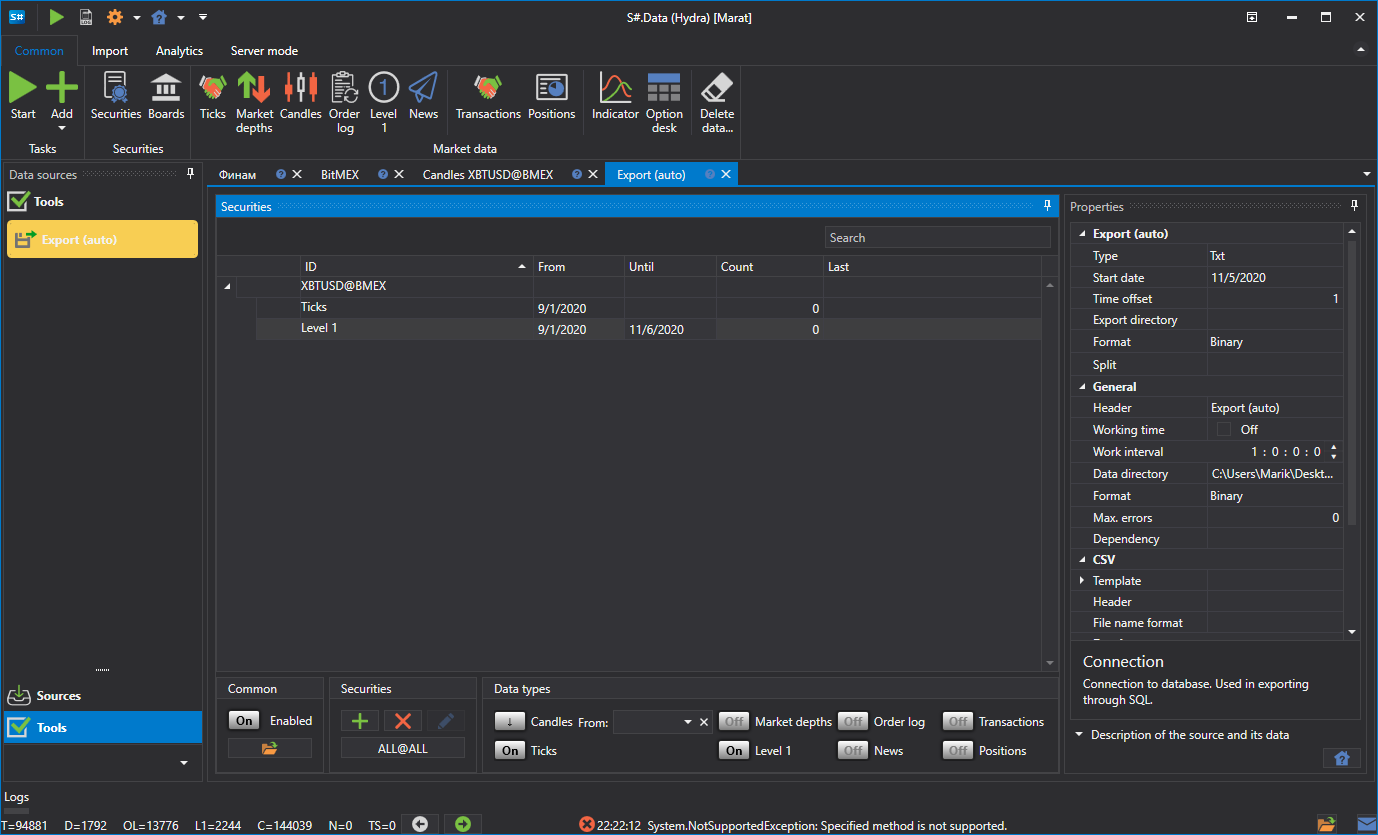 S#
LOG
S#.Data (Hydra) [Marat]
Common
Import
Analytics
Server mode
Start
Add
Securities
Boards
Ticks
Market depths
Candles
Order log
1
Level 1
News
Transactions
Positions
Indicator
Option desk
Delete data...
Tasks
Securities
Market data
Data sources
Tools
Export (auto)
Финам
BitMEX
Candles XBTUSD@BMEX
Export (auto)
Securities
Search
ID From Until Count Last
XBTUSD@BMEX
Ticks 9/1/2020 0
Level 1 9/1/2020 11/6/2020 0
Properties
Export (auto)
Type Txt
Start date 11/5/2020
Time offset 1
Export directory
Format Binary
Split
General
Header Export (auto)
Working time Off
Work interval 1 : 0 : 0 : 0
Data directory C:\Users\Marik\Deskt...
Format Binary
Max. errors 0
Dependency
CSV
Template
Header
File name format
Connection
Connection to database. Used in exporting
through SQL.
Description of the source and its data
Sources
Tools
Common
On Enabled
Securities
ALL@ALL
Data types
↓ Candles From: Off Market depths Off Order log Off Transactions
On Ticks On Level 1 Off News Off Positions
Logs
T=94881 D=1792 OL=13776 L1=2244 C=144039 N=0 TS=0
22:22:12 System.NotSupportedException: Specified method is not supported.